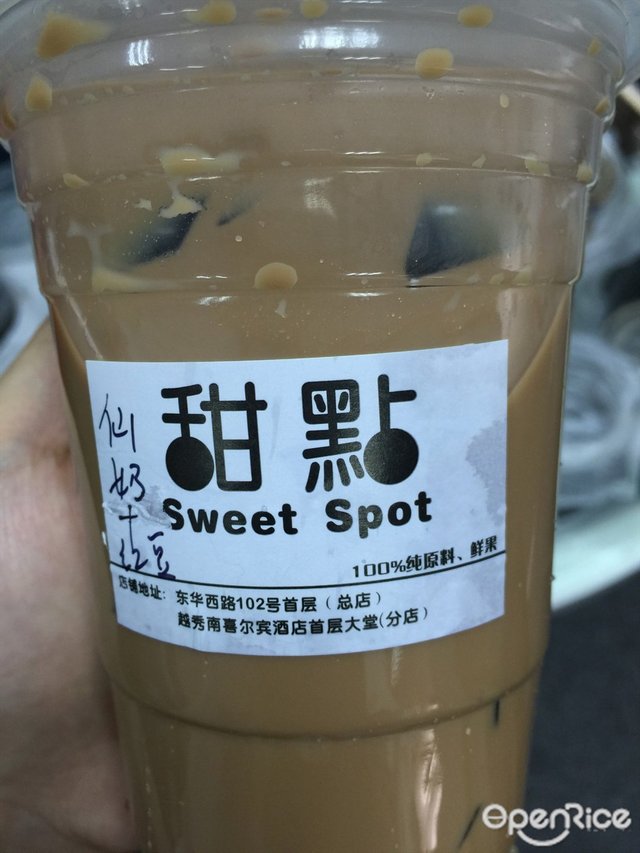 甜點
Sweet Spot
100%纯原料、鲜果
店铺地址: 东华西路102号首层(总店)
越秀南喜尔宾酒店首层大堂(分店)
仙
奶
豆
OpenRice